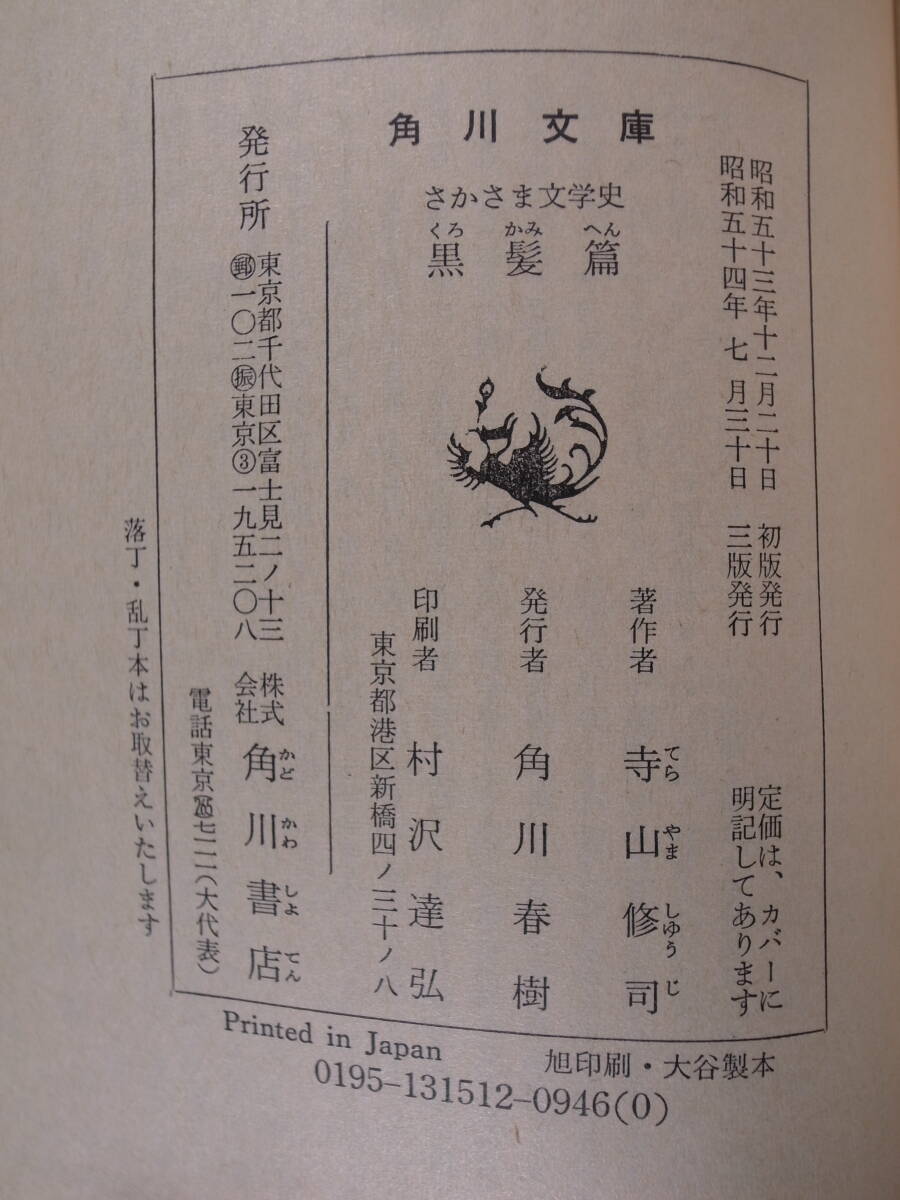 角川文庫
さかさま文学史
くろ かみ へん
黒髪篇
昭和五十三年十二月二十日 初版発行
昭和五十四年 七 月三十日 三版発行
定価は、カバーに
明記してあります
著作者 寺山修司
てら やま しゆう じ
発行者 角川春樹
印刷者 村沢達弘
東京都港区新橋四ノ三十ノ八
発行所
東京都千代田区富士見二ノ十三
㊞一〇二㊞東京③一九五二〇八
株式
会社
角川書店
かど かわ しよ てん
電話東京 七一一一(大代表)
落丁・乱丁本はお取替えいたします
Printed in Japan
旭印刷・大谷製本
0195-131512-0946(0)